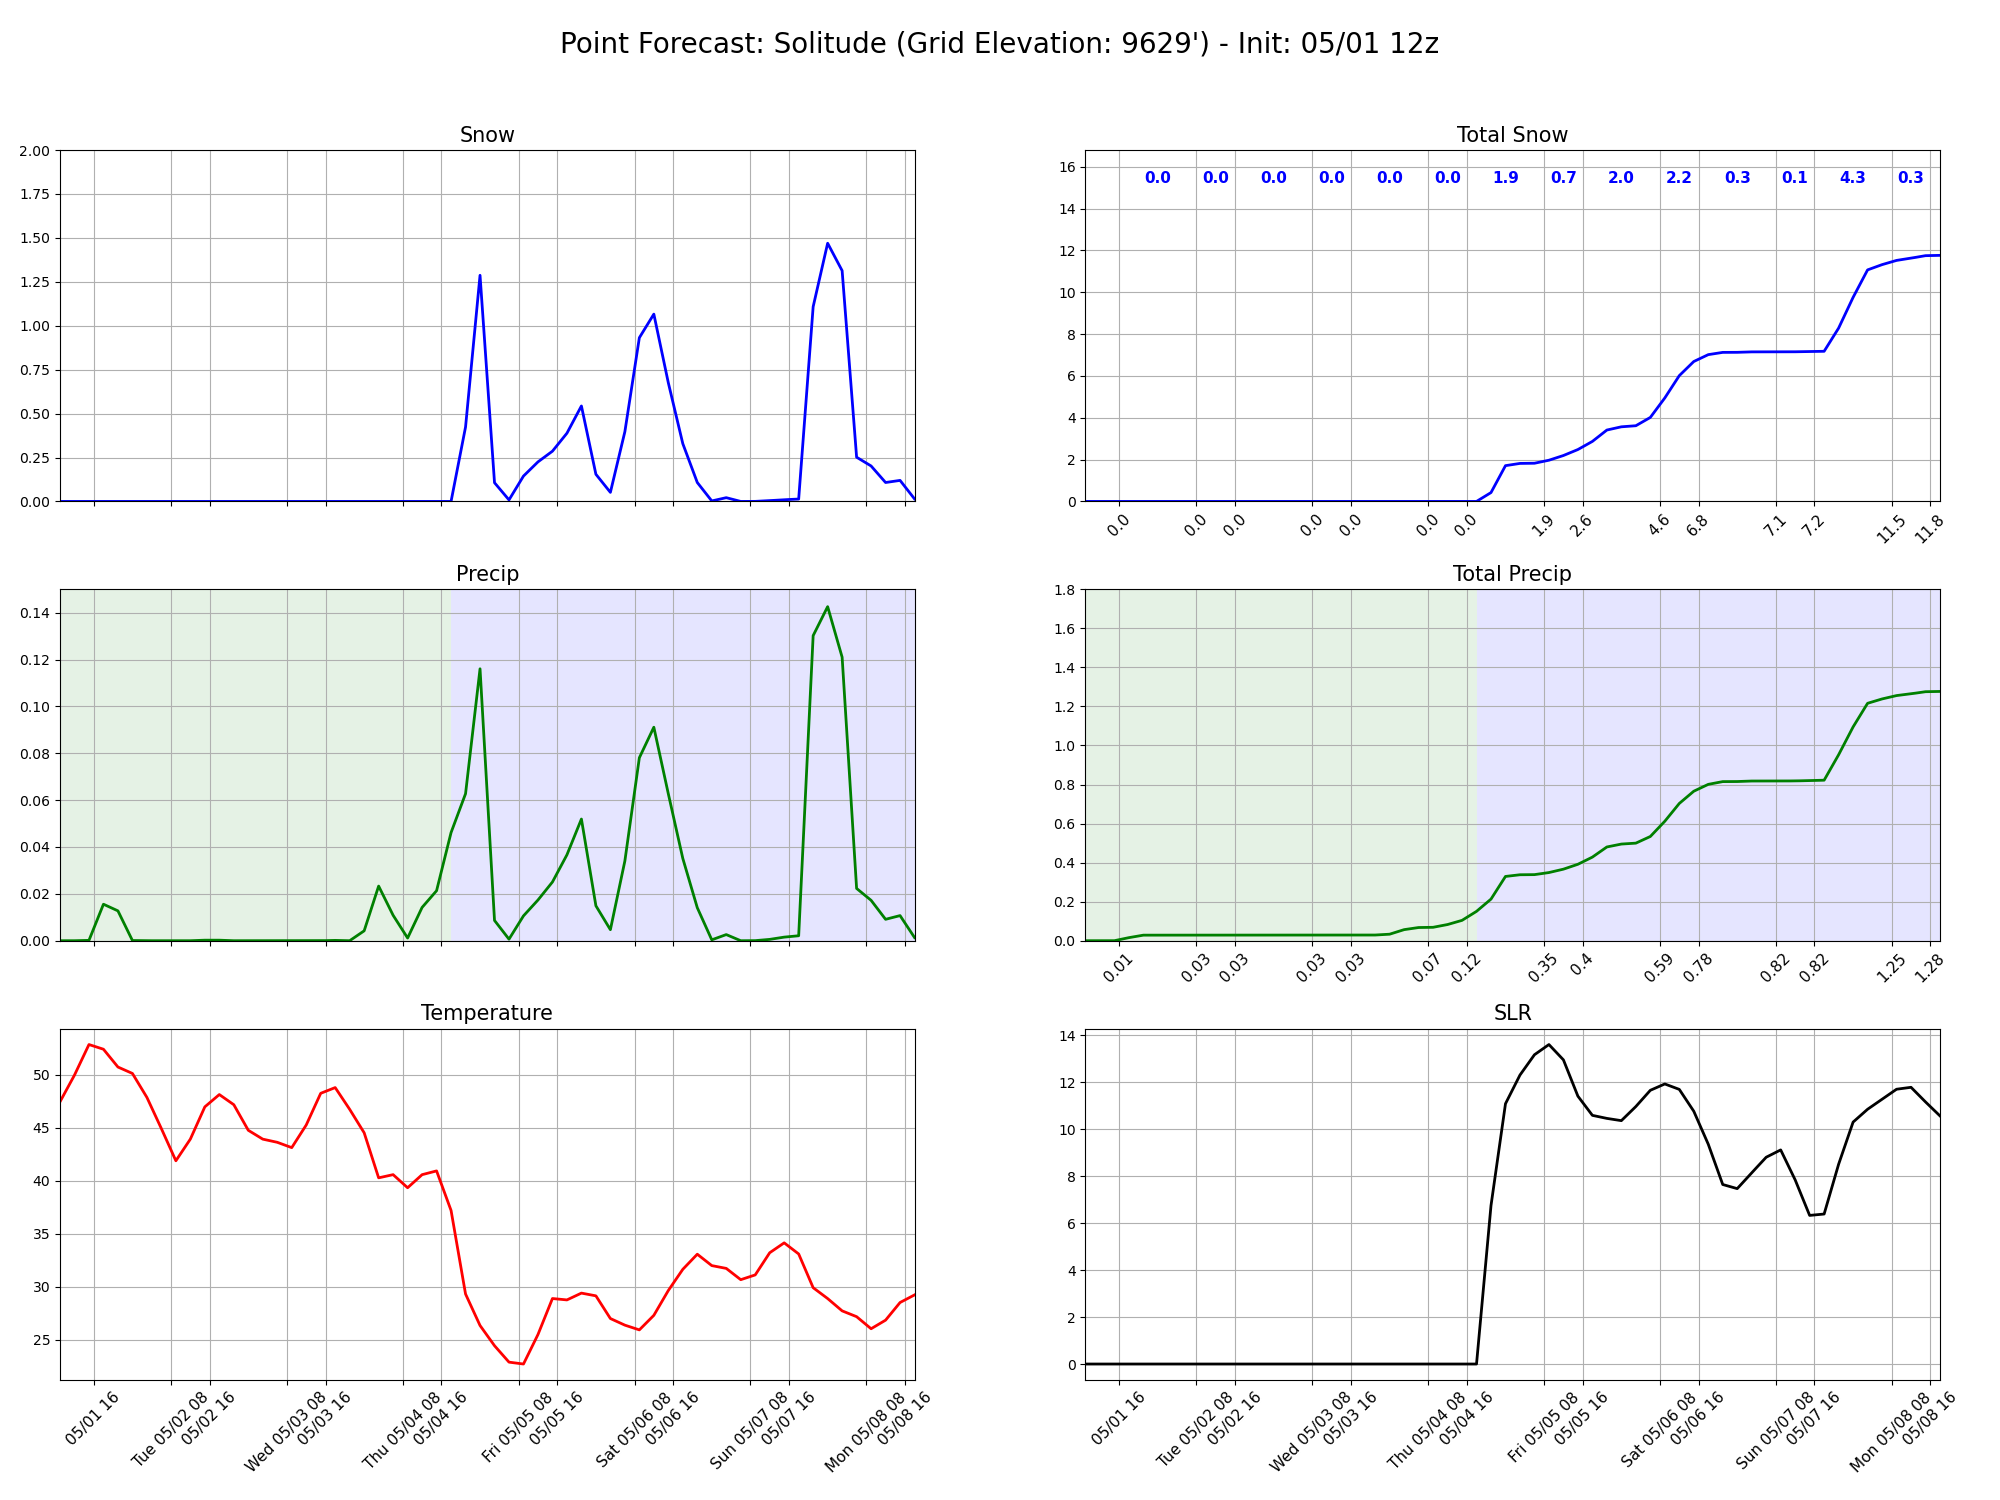 Point Forecast: Solitude (Grid Elevation: 9629') - Init: 05/01 12z
Snow
2.00
1.75
1.50
1.25
1.00
0.75
0.50
0.25
0.00
Total Snow
16
14
12
10
8
6
4
2
0
0.0 0.0 0.0 0.0 0.0 0.0 1.9 0.7 2.0 2.2 0.3 0.1 4.3 0.3
0.0 0.0 0.0 0.0 0.0 0.0 0.0 1.9 2.6 4.6 6.8 7.1 7.2 11.5 11.8
Precip
0.14
0.12
0.10
0.08
0.06
0.04
0.02
0.00
Total Precip
1.8
1.6
1.4
1.2
1.0
0.8
0.6
0.4
0.2
0.0
0.01 0.03 0.03 0.03 0.03 0.07 0.12 0.35 0.4 0.59 0.78 0.82 0.82 1.25 1.28
Temperature
50
45
40
35
30
25
05/01 16
Tue 05/02 08
05/02 16
Wed 05/03 08
05/03 16
Thu 05/04 08
05/04 16
Fri 05/05 08
05/05 16
Sat 05/06 08
05/06 16
Sun 05/07 08
05/07 16
Mon 05/08 08
05/08 16
SLR
14
12
10
8
6
4
2
0
05/01 16
Tue 05/02 08
05/02 16
Wed 05/03 08
05/03 16
Thu 05/04 08
05/04 16
Fri 05/05 08
05/05 16
Sat 05/06 08
05/06 16
Sun 05/07 08
05/07 16
Mon 05/08 08
05/08 16